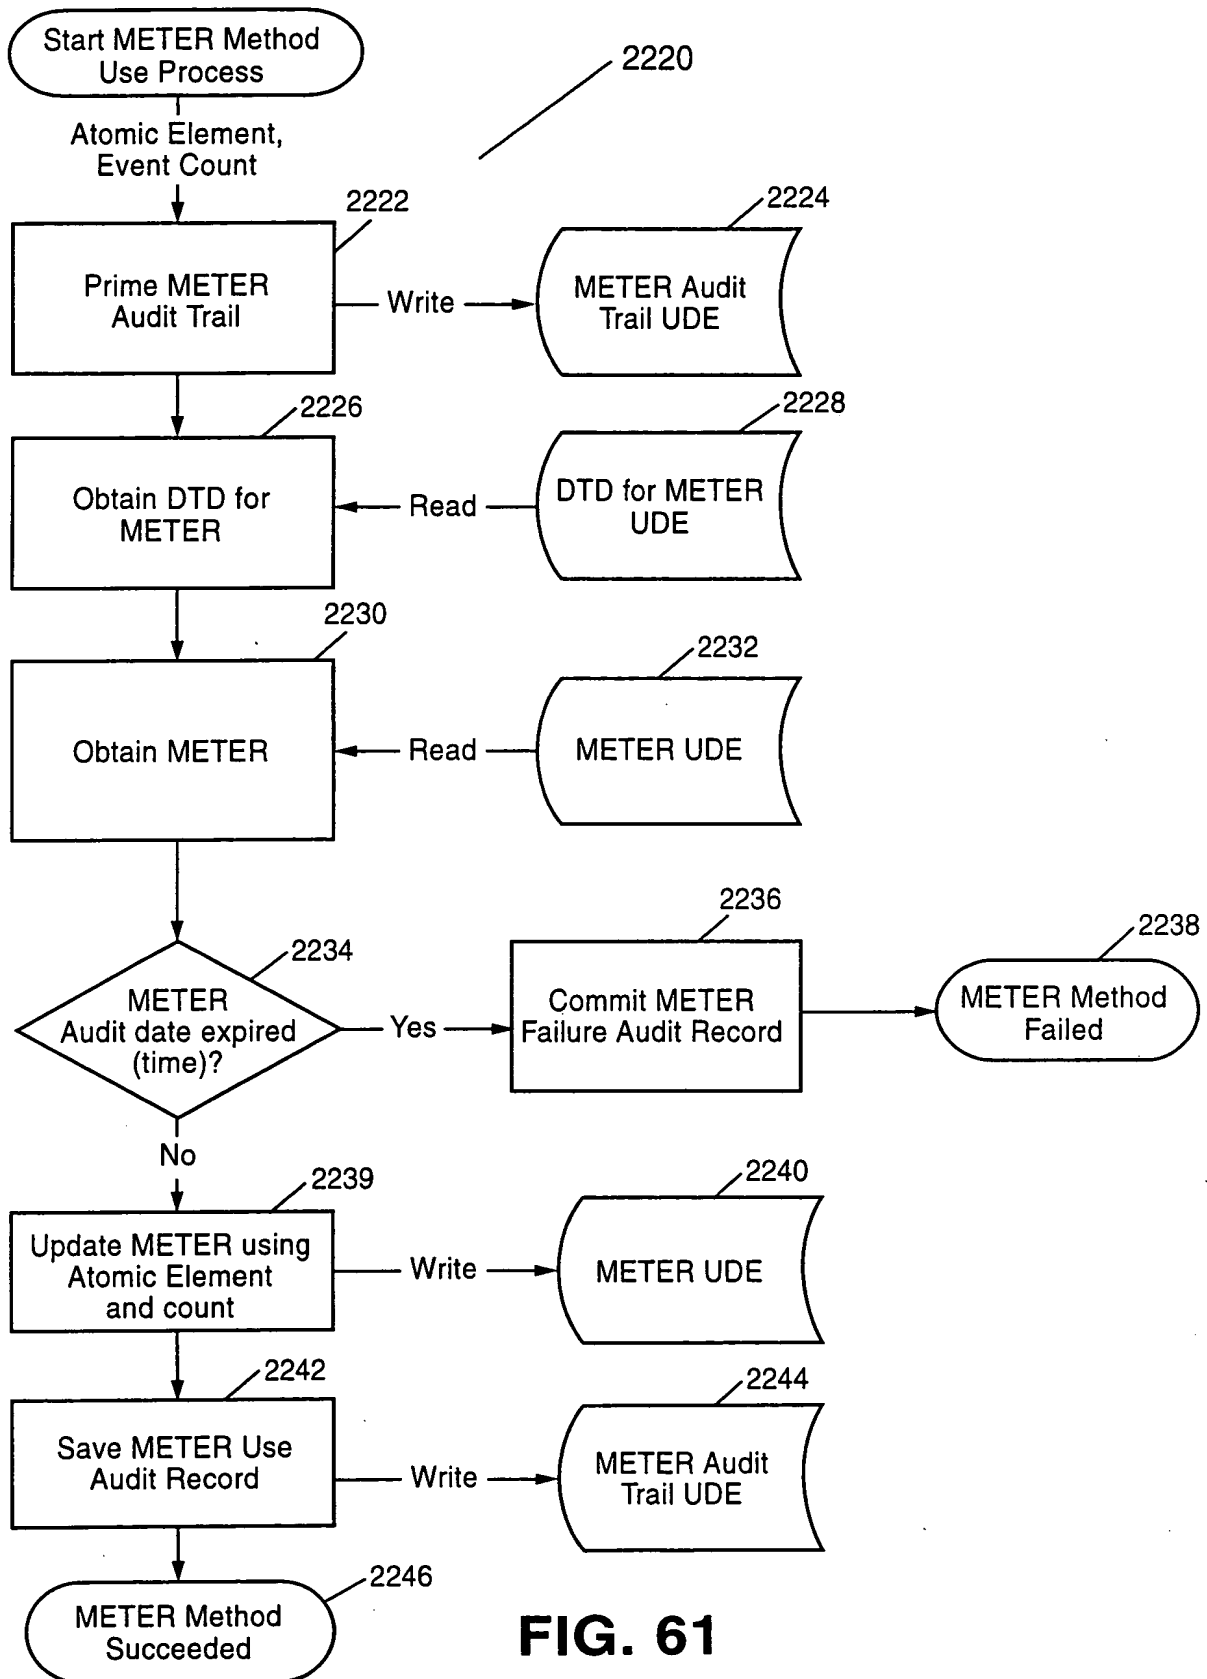 Start METER Method
Use Process
2220
Atomic Element,
Event Count
2222
2224
Prime METER
Audit Trail
Write
METER Audit
Trail UDE
2226
2228
Obtain DTD for
METER
Read
DTD for METER
UDE
2230
2232
Obtain METER
Read
METER UDE
2234
2236
2238
METER
Audit date expired
(time)?
Yes
Commit METER
Failure Audit Record
METER Method
Failed
No
2239
2240
Update METER using
Atomic Element
and count
Write
METER UDE
2242
2244
Save METER Use
Audit Record
Write
METER Audit
Trail UDE
2246
METER Method
Succeeded
FIG. 61